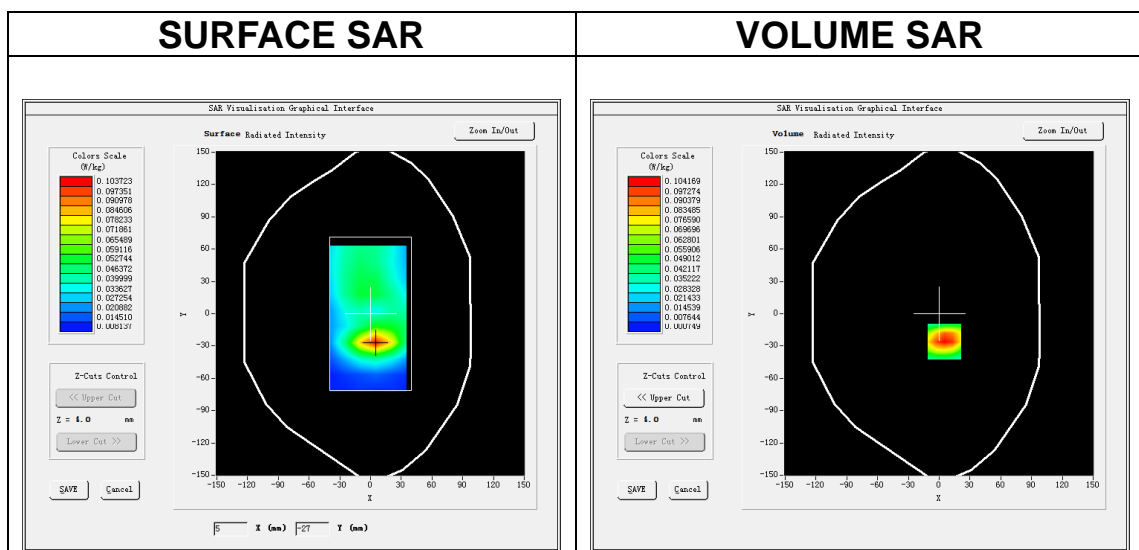 SURFACE SAR
VOLUME SAR
SAR Visualisation Graphical Interface
Surface Radiated Intensity
Zoom In/Out
Colors Scale
(W/kg)
0.103723
0.097351
0.090978
0.084606
0.078233
0.071861
0.065489
0.059116
0.052744
0.046372
0.039999
0.033627
0.027254
0.020882
0.014510
0.008137
Z-Cuts Control
<< Upper Cut
Z = 4.0 mm
Lower Cut >>
SAVE
Cancel
150
120
90
60
30
0
-30
-60
-90
-120
-150
Y
-150 -120 -90 -60 -30 0 30 60 90 120 150
X
5 X (mm) -27 Y (mm)
SAR Visualisation Graphical Interface
Volume Radiated Intensity
Zoom In/Out
Colors Scale
(W/kg)
0.104169
0.097274
0.090379
0.083485
0.076590
0.069696
0.062801
0.055906
0.049012
0.042117
0.035222
0.028328
0.021433
0.014539
0.007644
0.000749
Z-Cuts Control
<< Upper Cut
Z = 4.0 mm
Lower Cut >>
SAVE
Cancel
150
120
90
60
30
0
-30
-60
-90
-120
-150
Y
-150 -120 -90 -60 -30 0 30 60 90 120 150
X